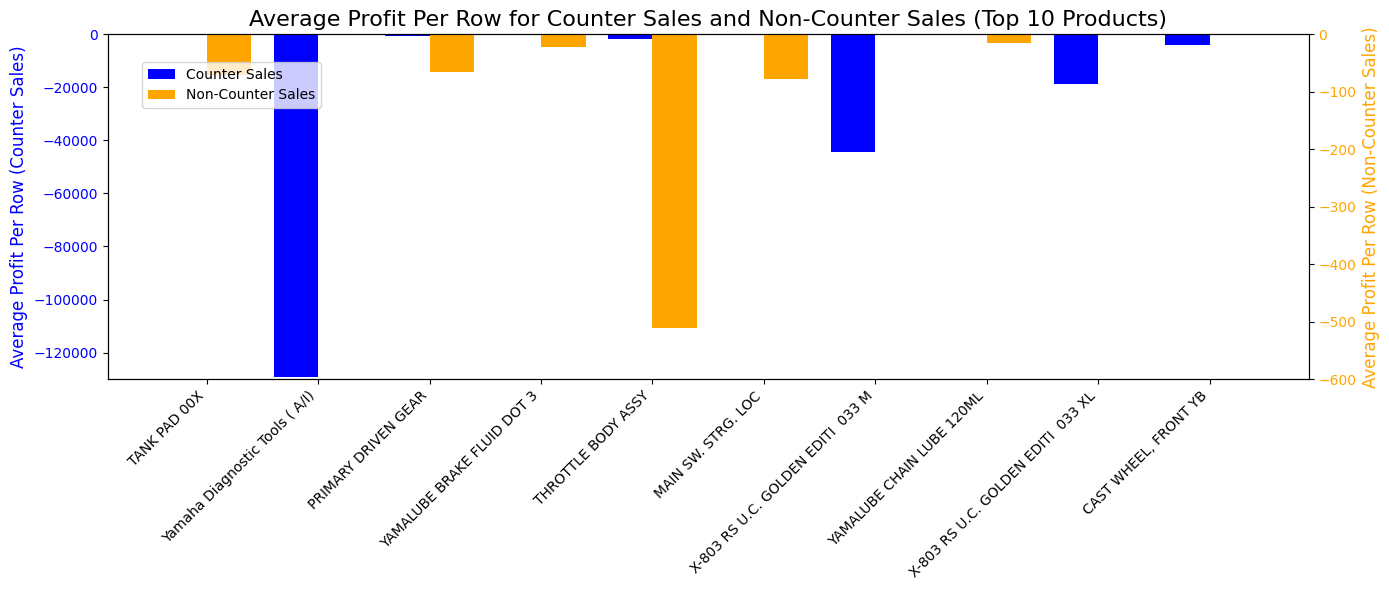 Average Profit Per Row for Counter Sales and Non-Counter Sales (Top 10 Products)
Average Profit Per Row (Counter Sales)
0
−20000
−40000
−60000
−80000
−100000
−120000
Counter Sales
Non-Counter Sales
0
−100
−200
−300
−400
−500
−600
Average Profit Per Row (Non-Counter Sales)
TANK PAD 00X
Yamaha Diagnostic Tools ( A/I)
PRIMARY DRIVEN GEAR
YAMALUBE BRAKE FLUID DOT 3
THROTTLE BODY ASSY
MAIN SW. STRG. LOC
X-803 RS U.C. GOLDEN EDITI  033 M
YAMALUBE CHAIN LUBE 120ML
X-803 RS U.C. GOLDEN EDITI  033 XL
CAST WHEEL, FRONT YB